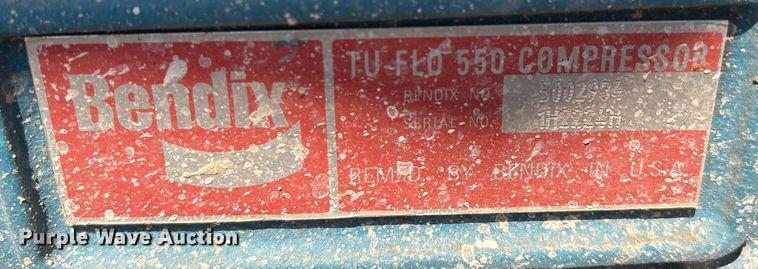 Bendix
TU-FLO 550 COMPRESSOR
BENDIX NO.
SERIAL NO.
REMFD. BY BENDIX IN U.S.A.
Purple Wave Auction